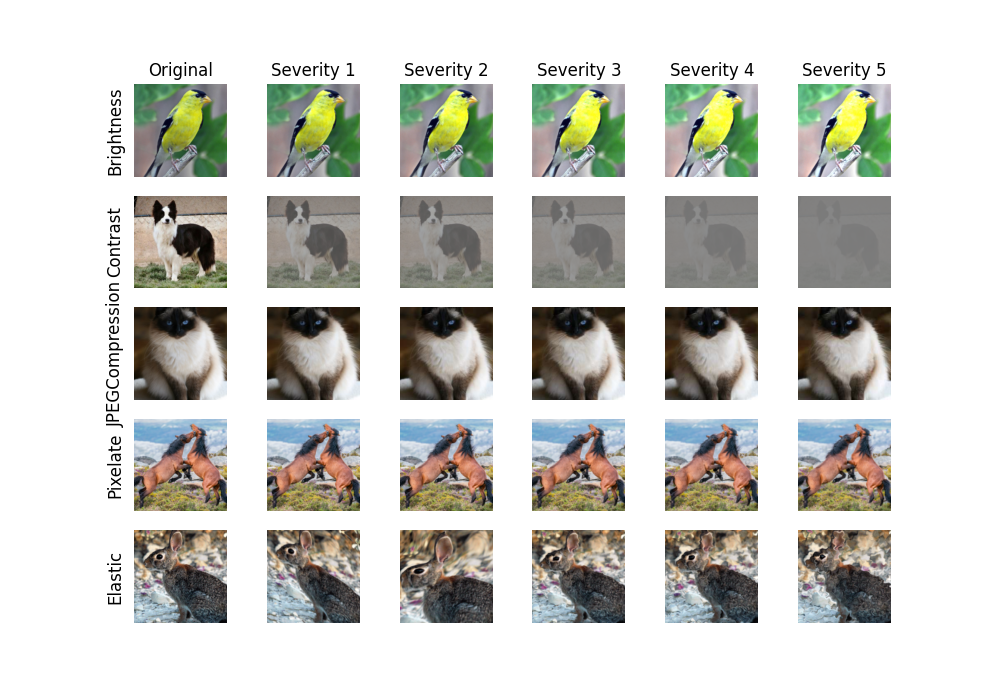 Original Severity 1 Severity 2 Severity 3 Severity 4 Severity 5
Brightness
Contrast
JPEGCompression
Pixelate
Elastic